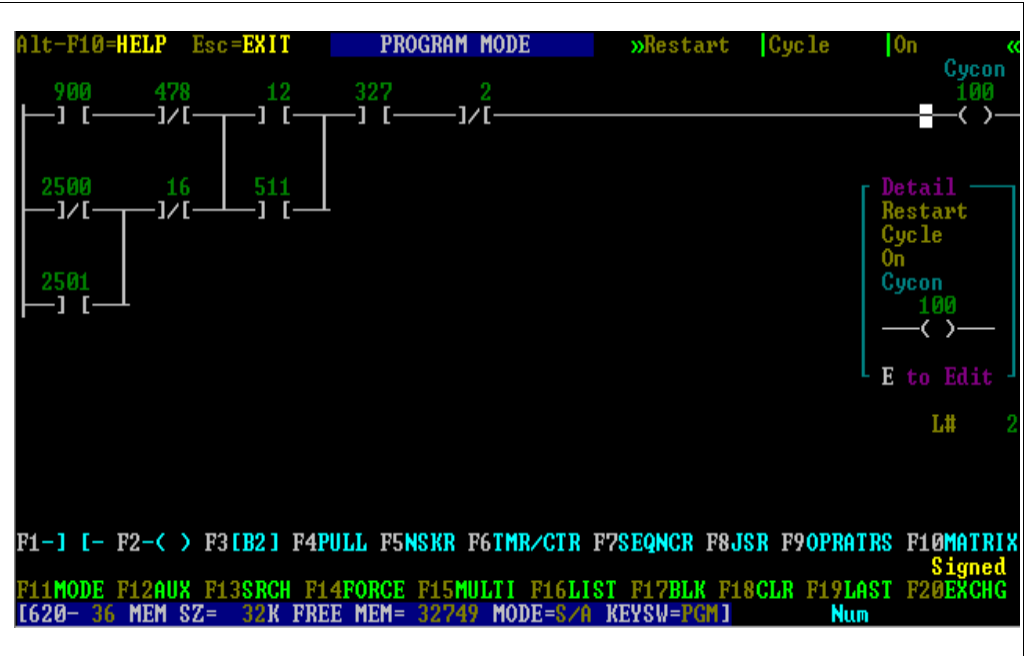 Alt-F10=HELP Esc=EXIT PROGRAM MODE »Restart |Cycle |On «
Cycon
900 478 12 327 2 100
—] [— —]/[— —] [— —] [— —]/[— —( )—
2500 16 511
—]/[— —]/[— —] [—
2501
—] [—
Detail
Restart
Cycle
On
Cycon
100
—( )—
E to Edit
L# 2
F1-] [- F2-( ) F3[B2] F4PULL F5NSKR F6TMR/CTR F7SEQNCR F8JSR F9OPRATRS F10MATRIX
Signed
F11MODE F12AUX F13SRCH F14FORCE F15MULTI F16LIST F17BLK F18CLR F19LAST F20EXCHG
[620- 36 MEM SZ= 32K FREE MEM= 32749 MODE=S/A KEYSW=PGM] Num